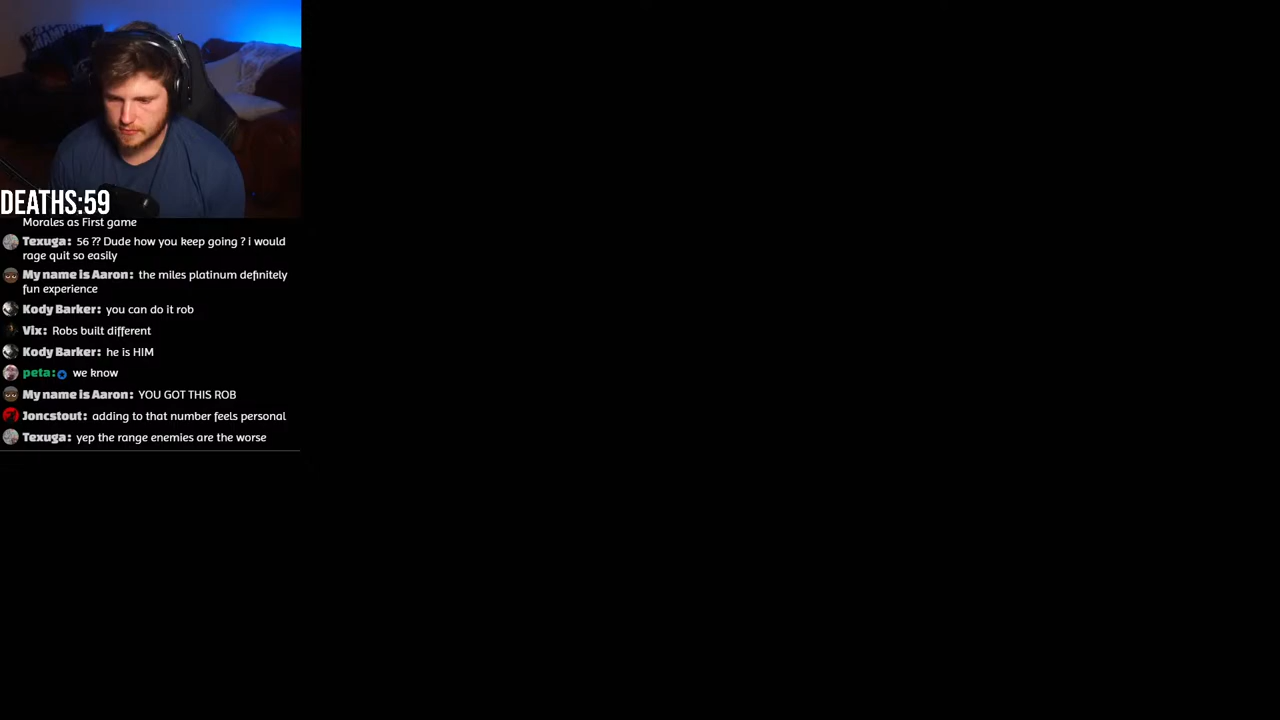 CHAMPIONS
DEATHS:59
Morales as First game
Texuga: 56 ?? Dude how you keep going ? i would
rage quit so easily
My name is Aaron: the miles platinum definitely
fun experience
Kody Barker: you can do it rob
Vix: Robs built different
Kody Barker: he is HIM
peta: we know
My name is Aaron: YOU GOT THIS ROB
Joncstout: adding to that number feels personal
Texuga: yep the range enemies are the worse